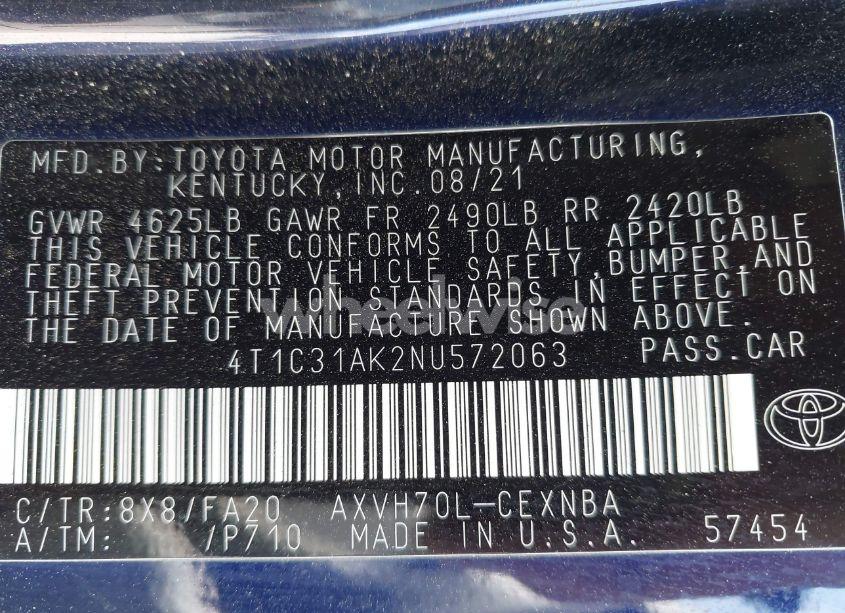 MFD.BY:TOYOTA MOTOR MANUFACTURING,
KENTUCKY,INC.08/21
GVWR 4625LB GAWR FR 2490LB RR 2420LB
THIS VEHICLE CONFORMS TO ALL APPLICABLE
FEDERAL MOTOR VEHICLE SAFETY,BUMPER,AND
THEFT PREVENTION STANDARDS IN EFFECT ON
THE DATE OF MANUFACTURE SHOWN ABOVE.
wheelwise
4T1C31AK2NU572063 PASS.CAR
C/TR:8X8/FA20 AXVH70L-CEXNBA
A/TM: /P710 MADE IN U.S.A. 57454